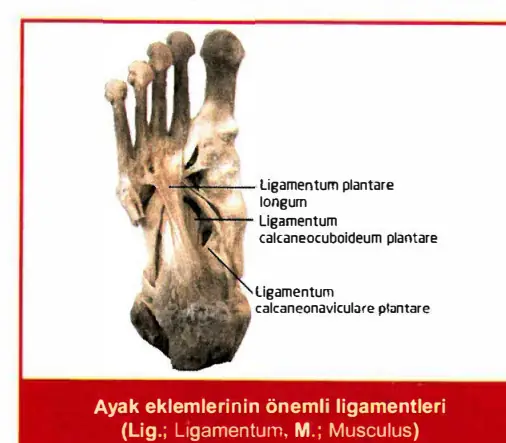 Ligamentum plantare
longum
Ligamentum
calcaneocuboideum plantare
Ligamentum
calcaneonaviculare plantare
Ayak eklemlerinin önemli ligamentleri
(Lig.; Ligamentum, M.; Musculus)